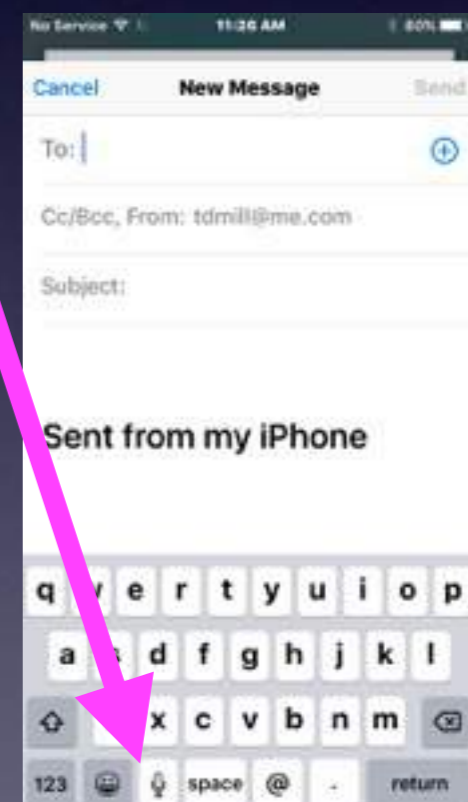 No Service 11:26 AM 60%
Cancel New Message Send
To:
Cc/Bcc, From: tdmill@me.com
Subject:
Sent from my iPhone
q e r t y u i o p
a d f g h j k l
x c v b n m
123 space @ . return